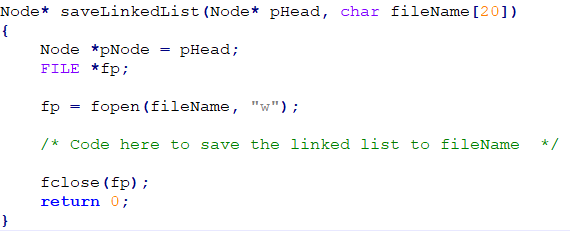 Node* saveLinkedList(Node* pHead, char fileName[20])
{
Node *pNode = pHead;
FILE *fp;
fp = fopen(fileName, "w");
/* Code here to save the linked list to fileName  */
fclose(fp);
return 0;
}